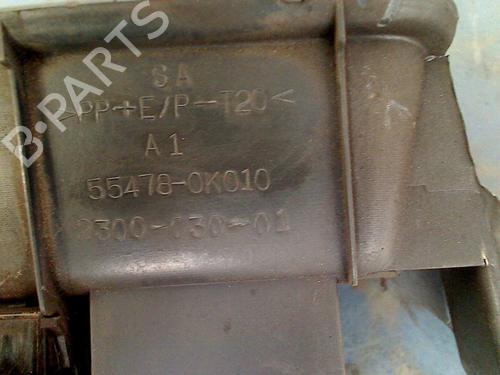 B-PARTS
SA
>PP+E/P-T20<
A1
55478-0K010
2300-030-01